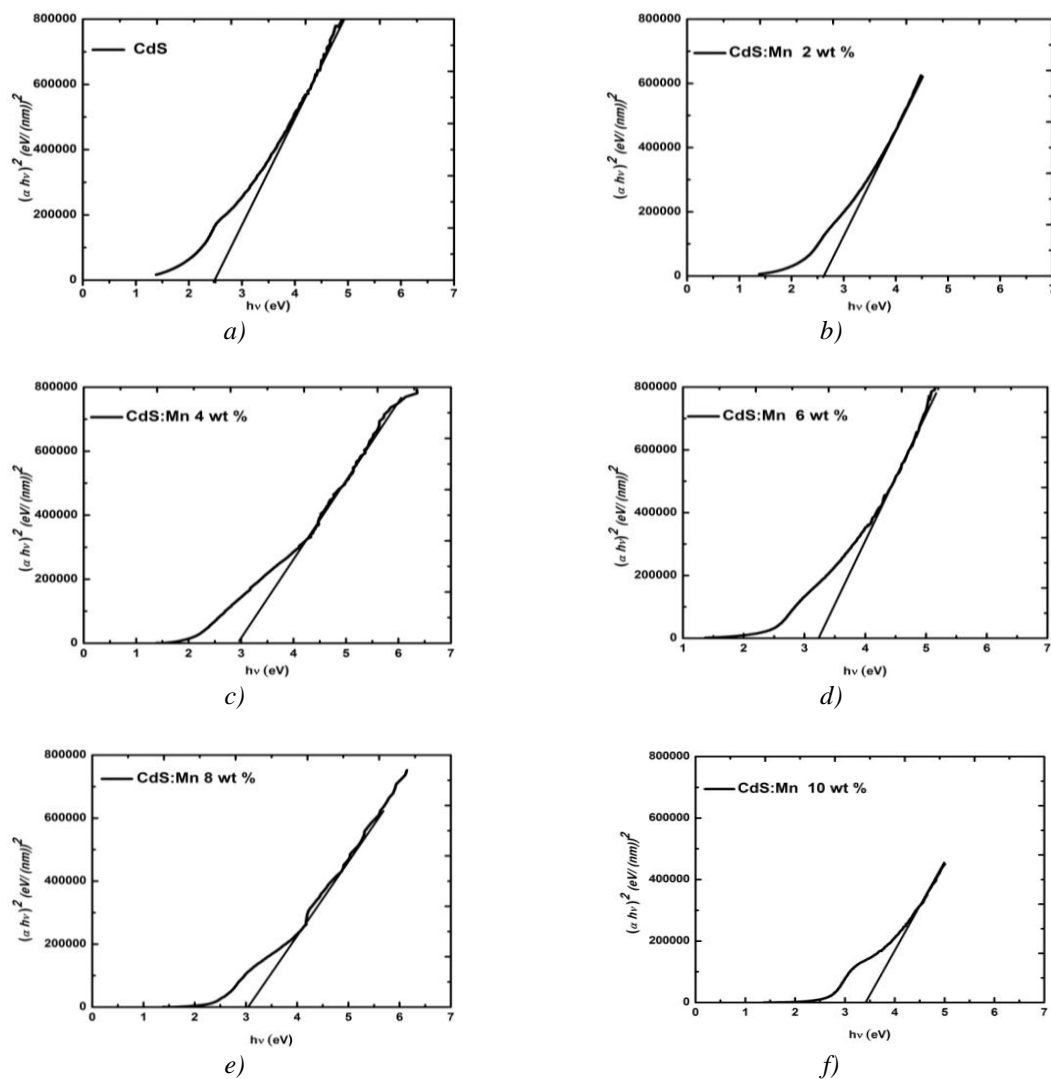 800000
CdS
600000
400000
200000
0
(α hν)² (eV/(nm))²
0 1 2 3 4 5 6 7
hν (eV)
a)
800000
CdS:Mn 2 wt %
600000
400000
200000
0
(α hν)² (eV/(nm))²
0 1 2 3 4 5 6 7
hν (eV)
b)
800000
CdS:Mn 4 wt %
600000
400000
200000
0
(α hν)² (eV/(nm))²
0 1 2 3 4 5 6 7
hν (eV)
c)
800000
CdS:Mn 6 wt %
600000
400000
200000
0
(α hν)² (eV/(nm))²
1 2 3 4 5 6 7
hν (eV)
d)
800000
CdS:Mn 8 wt %
600000
400000
200000
0
(α hν)² (eV/(nm))²
0 1 2 3 4 5 6 7
hν (eV)
e)
800000
CdS:Mn 10 wt %
600000
400000
200000
0
(α hν)² (eV/(nm))²
0 1 2 3 4 5 6 7
hν (eV)
f)